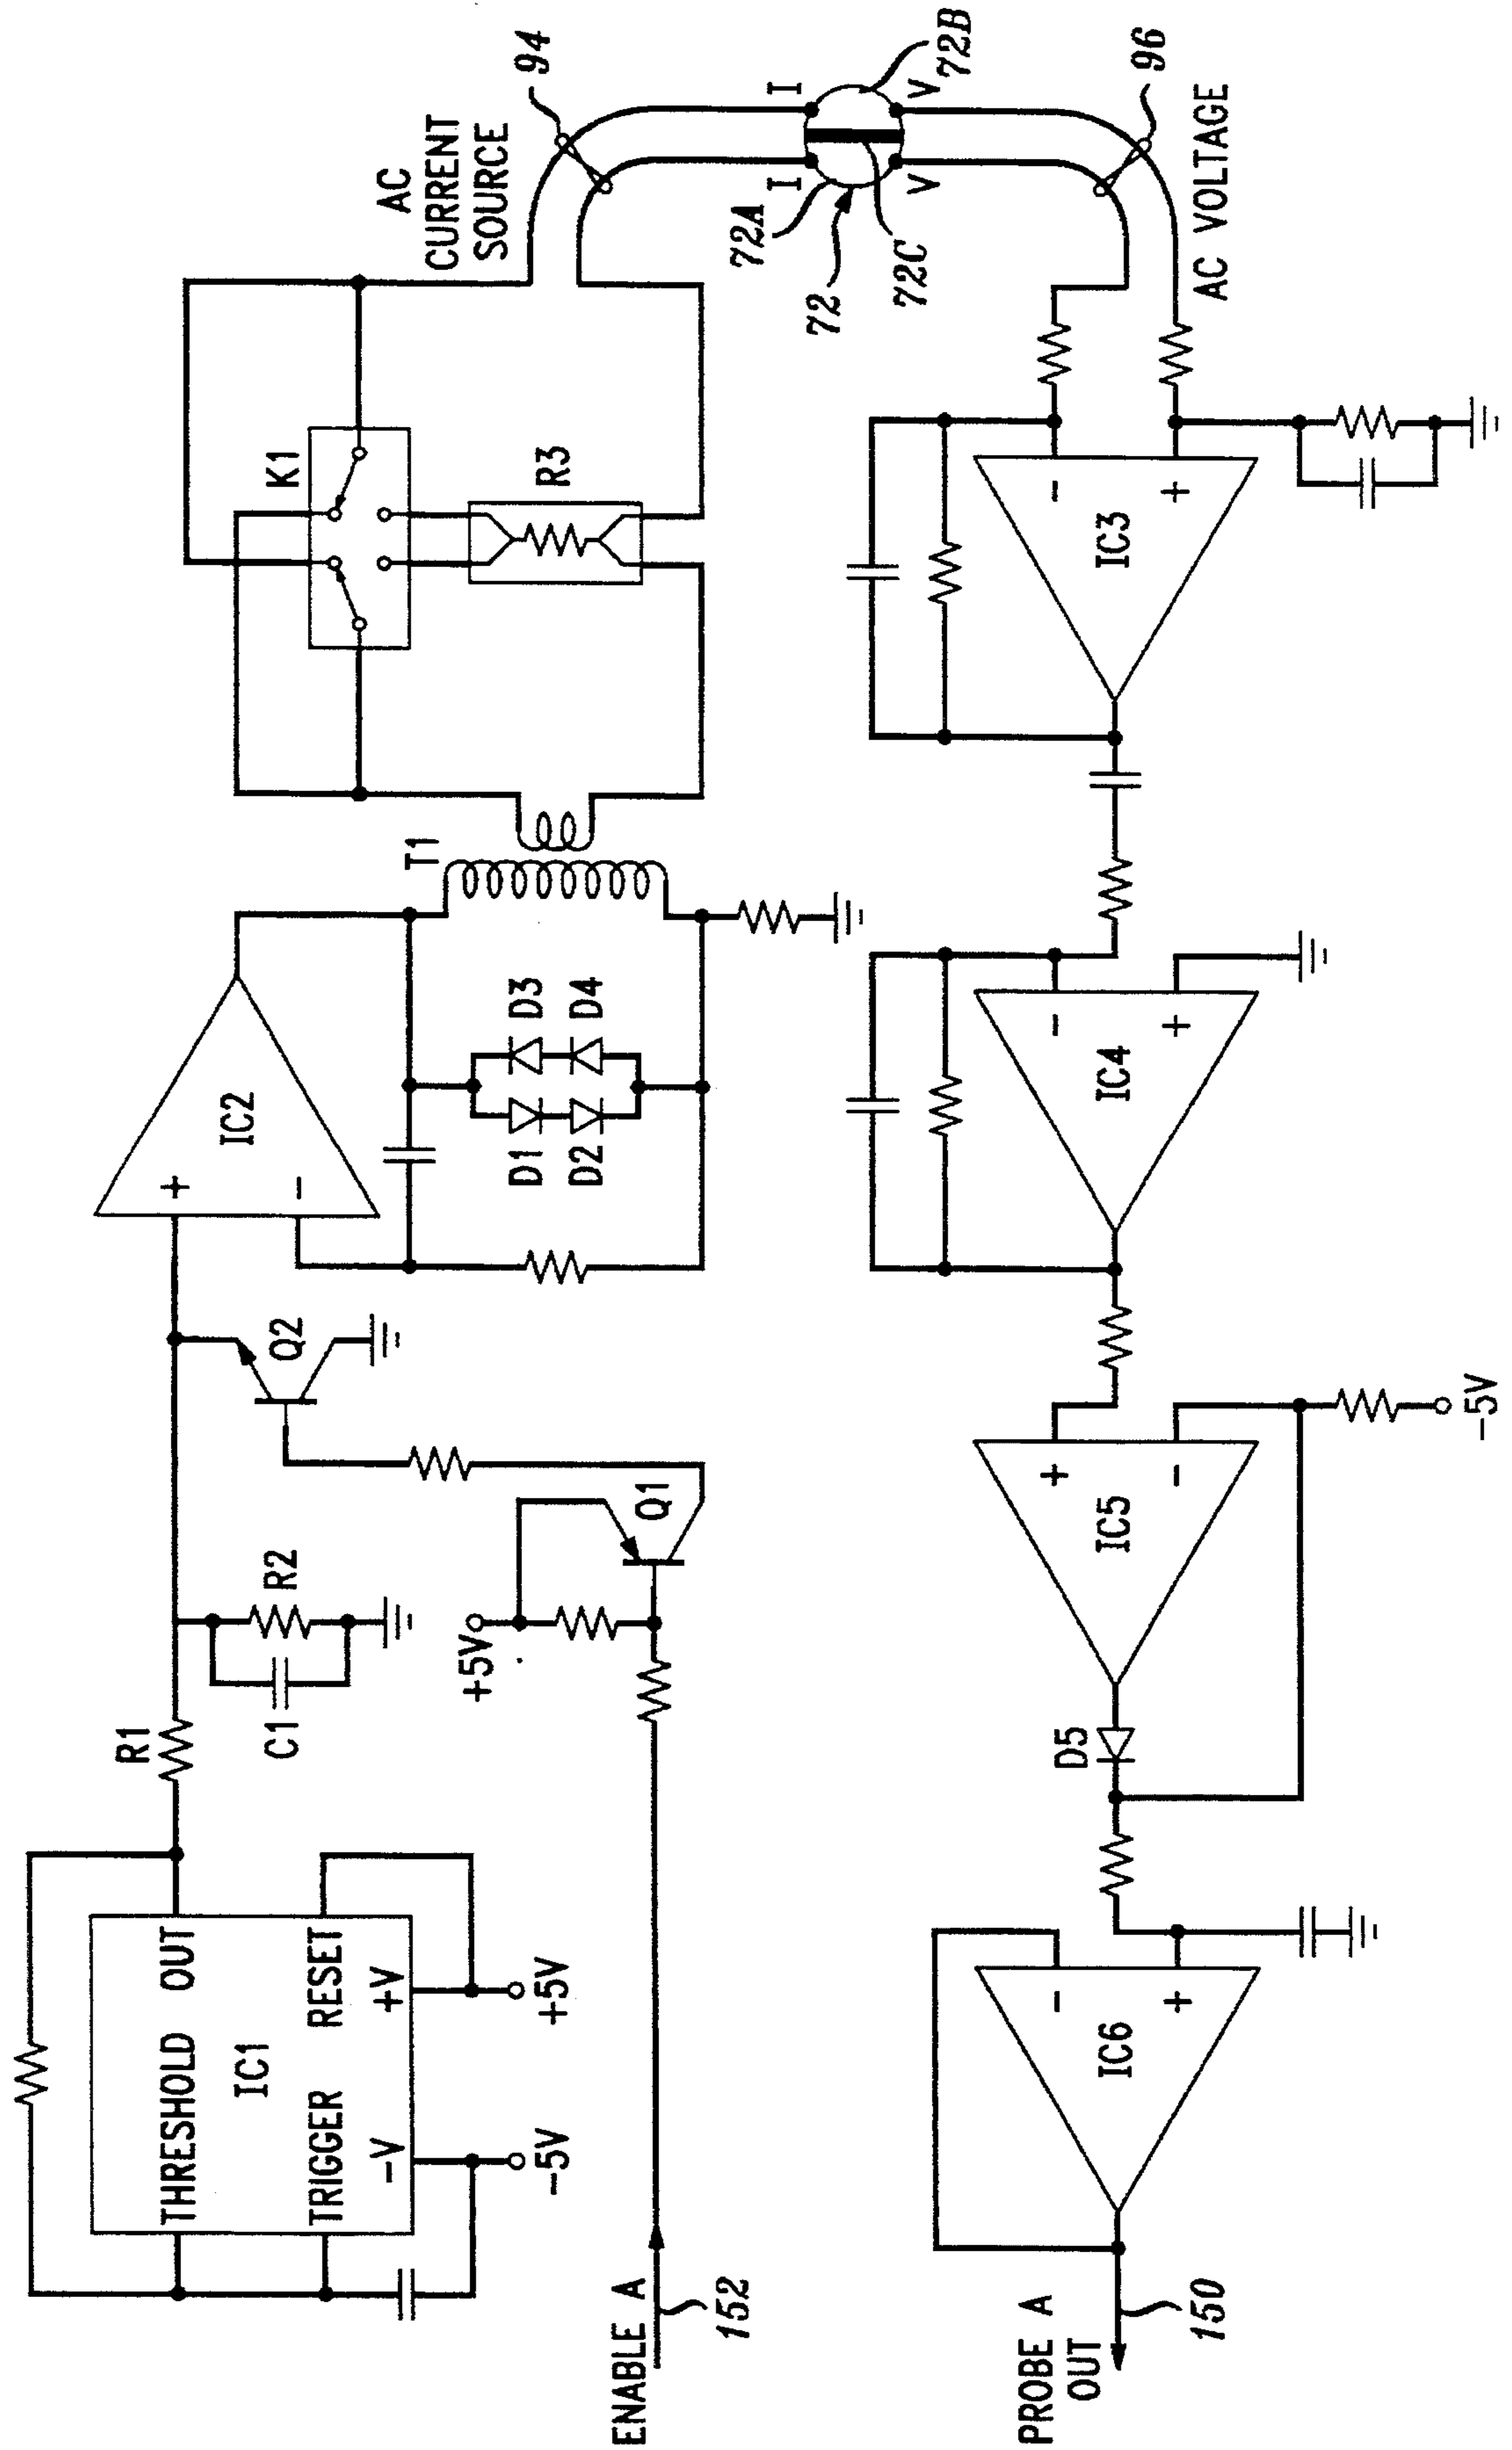 THRESHOLD OUT
IC1
TRIGGER RESET
-V +V
-5V
+5V
R1
C1
R2
Q2
+
-
IC2
D1
D2
D3
D4
T1
K1
R3
AC
CURRENT
SOURCE
94
ENABLE A
152
+5V
Q1
I
I
72A
72
72C
72B
V
V
96
AC VOLTAGE
PROBE A
OUT
150
-
+
IC6
D5
+
-
IC5
-5V
-
+
IC4
-
+
IC3